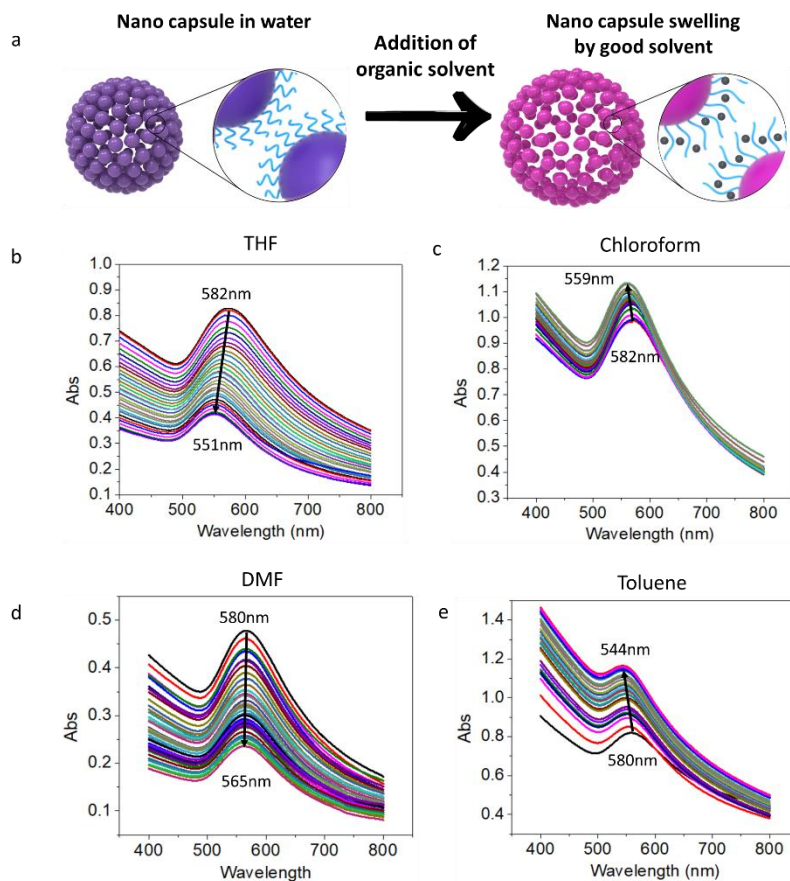 a
Nano capsule in water
Addition of
organic solvent
Nano capsule swelling
by good solvent
b
THF
1.0
0.9
0.8
0.7
0.6
0.5
0.4
0.3
0.2
0.1
Abs
582nm
551nm
400 500 600 700 800
Wavelength (nm)
c
Chloroform
1.2
1.1
1.0
0.9
0.8
0.7
0.6
0.5
0.4
0.3
Abs
559nm
582nm
400 500 600 700 800
Wavelength (nm)
d
DMF
0.5
0.4
0.3
0.2
0.1
Abs
580nm
565nm
400 450 500 550 600 650 700 750 800
Wavelength
e
Toluene
1.4
1.2
1.0
0.8
0.6
0.4
Abs
544nm
580nm
400 500 600 700 800
Wavelength (nm)